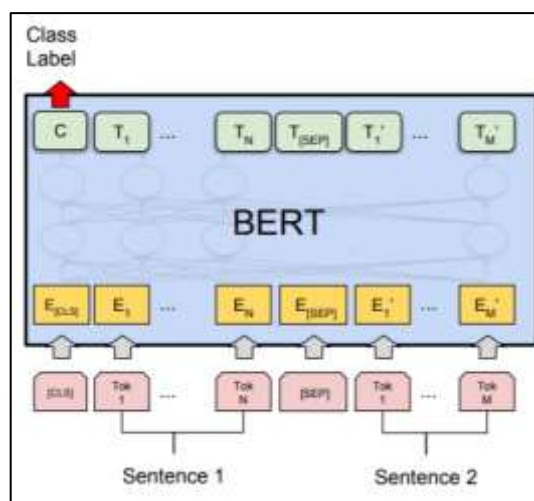 Class
Label
C T1 ... TN T[SEP] T1' ... TM'
BERT
E[CLS] E1 ... EN E[SEP] E1' ... EM'
[CLS] Tok 1 ... Tok N [SEP] Tok 1 ... Tok M
Sentence 1 Sentence 2